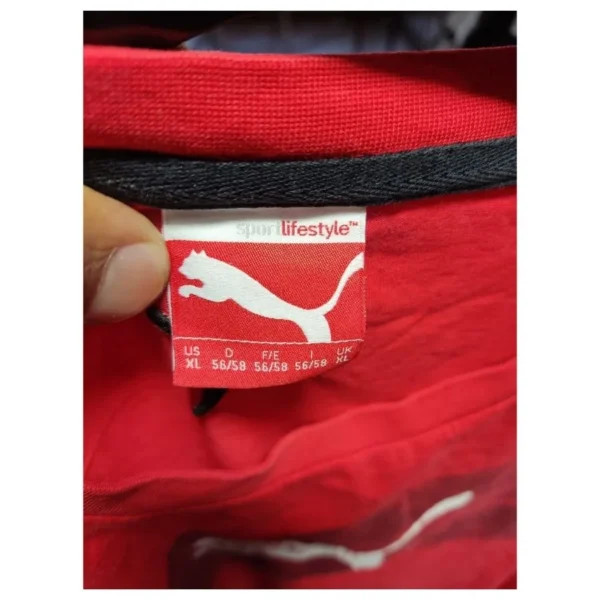 sportlifestyle™
US D F/E I UK
XL 56/58 56/58 56/58 XL